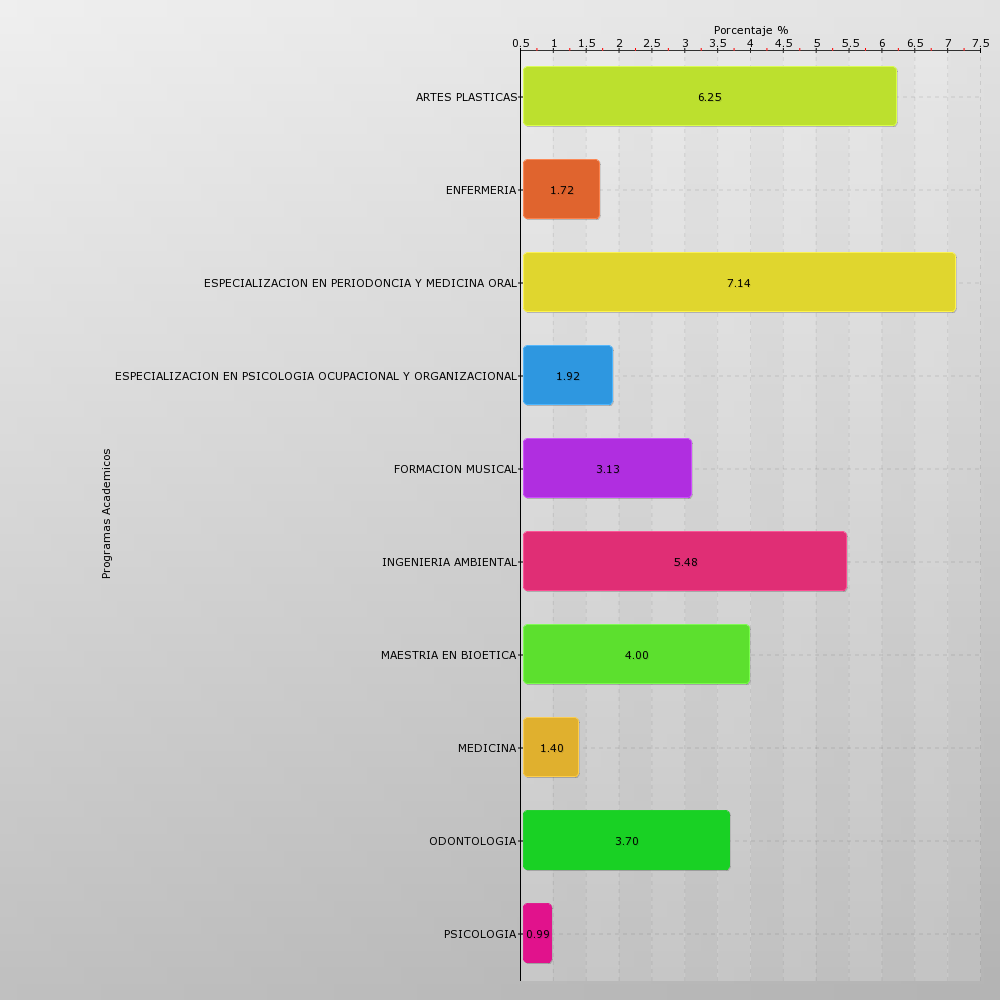 Porcentaje %
0.5 1 1.5 2 2.5 3 3.5 4 4.5 5 5.5 6 6.5 7 7.5
ARTES PLASTICAS 6.25
ENFERMERIA 1.72
ESPECIALIZACION EN PERIODONCIA Y MEDICINA ORAL 7.14
ESPECIALIZACION EN PSICOLOGIA OCUPACIONAL Y ORGANIZACIONAL 1.92
FORMACION MUSICAL 3.13
INGENIERIA AMBIENTAL 5.48
MAESTRIA EN BIOETICA 4.00
MEDICINA 1.40
ODONTOLOGIA 3.70
PSICOLOGIA 0.99
Programas Academicos